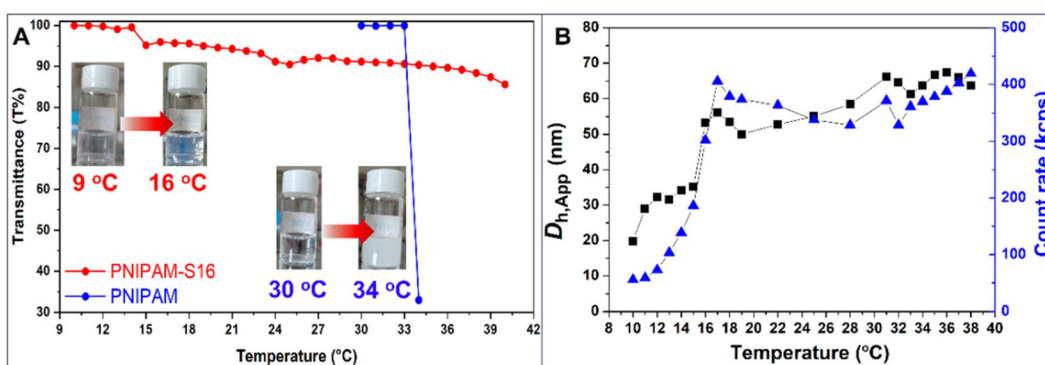 A
Transmittance (T%)
100
90
80
70
60
50
40
30
9 °C
16 °C
30 °C
34 °C
PNIPAM-S16
PNIPAM
9 12 15 18 21 24 27 30 33 36 39 42
Temperature (°C)
B
Dh,App (nm)
80
70
60
50
40
30
20
10
0
500
400
300
200
100
0
Count rate (kcps)
8 10 12 14 16 18 20 22 24 26 28 30 32 34 36 38 40
Temperature (°C)